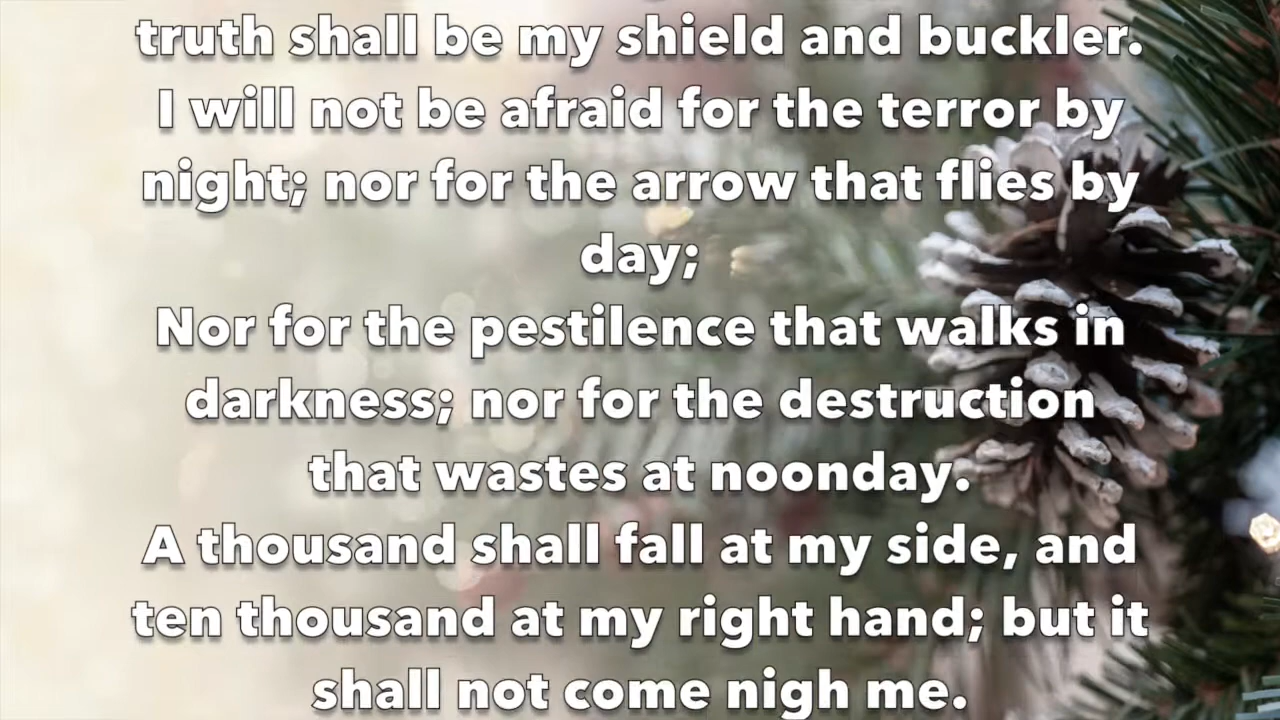 truth shall be my shield and buckler.
I will not be afraid for the terror by
night; nor for the arrow that flies by
day;
Nor for the pestilence that walks in
darkness; nor for the destruction
that wastes at noonday.
A thousand shall fall at my side, and
ten thousand at my right hand; but it
shall not come nigh me.